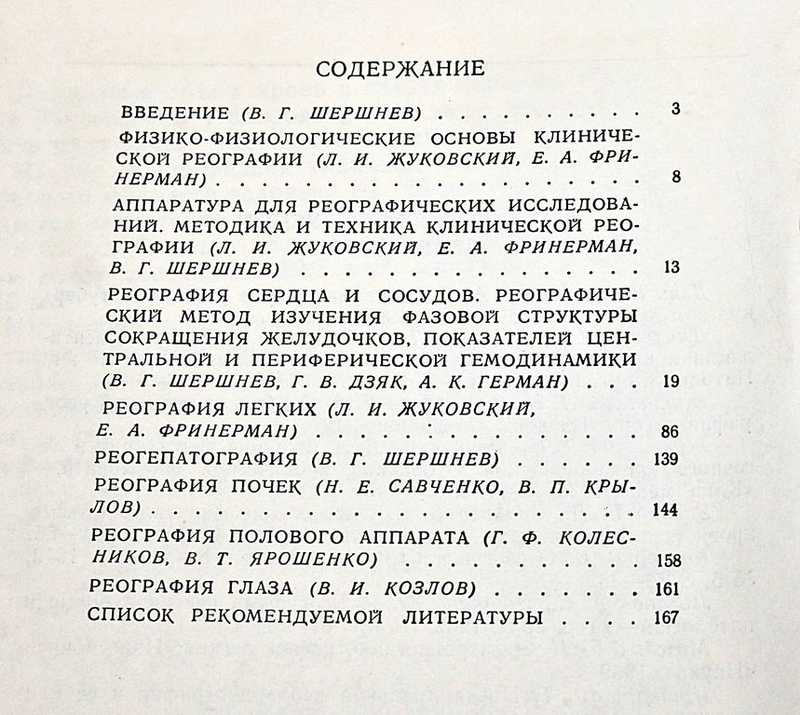 СОДЕРЖАНИЕ
ВВЕДЕНИЕ (В. Г. ШЕРШНЕВ) . . . . . . . . . . 3
ФИЗИКО-ФИЗИОЛОГИЧЕСКИЕ ОСНОВЫ КЛИНИЧЕ-
СКОЙ РЕОГРАФИИ (Л. И. ЖУКОВСКИЙ, Е. А. ФРИ-
НЕРМАН) . . . . . . . . . . . . . . . . . . . 8
АППАРАТУРА ДЛЯ РЕОГРАФИЧЕСКИХ ИССЛЕДОВА-
НИЙ. МЕТОДИКА И ТЕХНИКА КЛИНИЧЕСКОЙ РЕО-
ГРАФИИ (Л. И. ЖУКОВСКИЙ, Е. А. ФРИНЕРМАН,
В. Г. ШЕРШНЕВ) . . . . . . . . . . . . . . . 13
РЕОГРАФИЯ СЕРДЦА И СОСУДОВ. РЕОГРАФИЧЕ-
СКИЙ МЕТОД ИЗУЧЕНИЯ ФАЗОВОЙ СТРУКТУРЫ
СОКРАЩЕНИЯ ЖЕЛУДОЧКОВ, ПОКАЗАТЕЛЕЙ ЦЕН-
ТРАЛЬНОЙ И ПЕРИФЕРИЧЕСКОЙ ГЕМОДИНАМИКИ
(В. Г. ШЕРШНЕВ, Г. В. ДЗЯК, А. К. ГЕРМАН) . . . 19
РЕОГРАФИЯ ЛЕГКИХ (Л. И. ЖУКОВСКИЙ,
Е. А. ФРИНЕРМАН) . . . . . . . . . . . . . . 86
РЕОГЕПАТОГРАФИЯ (В. Г. ШЕРШНЕВ) . . . . . . 139
РЕОГРАФИЯ ПОЧЕК (Н. Е. САВЧЕНКО, В. П. КРЫ-
ЛОВ) . . . . . . . . . . . . . . . . . . . . . 144
РЕОГРАФИЯ ПОЛОВОГО АППАРАТА (Г. Ф. КОЛЕС-
НИКОВ, В. Т. ЯРОШЕНКО) . . . . . . . . . . . 158
РЕОГРАФИЯ ГЛАЗА (В. И. КОЗЛОВ) . . . . . . . 161
СПИСОК РЕКОМЕНДУЕМОЙ ЛИТЕРАТУРЫ . . . . 167